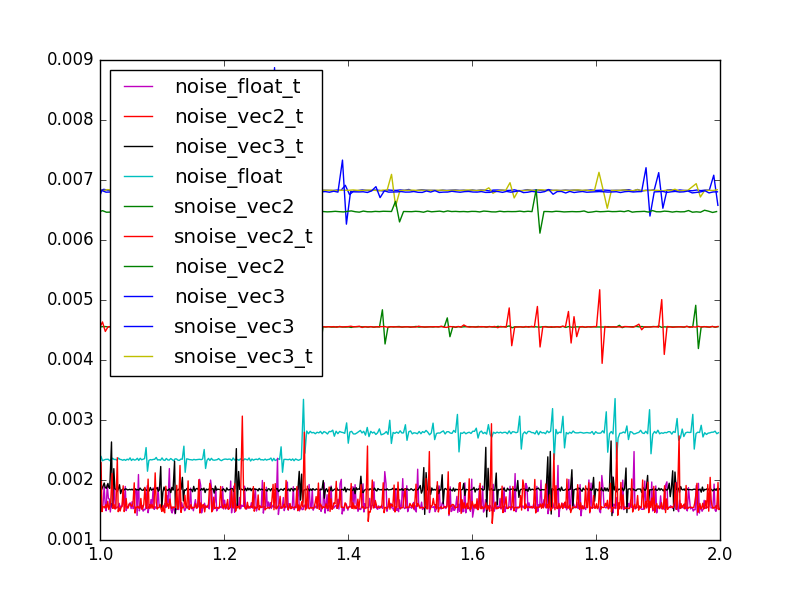 0.009
0.008
0.007
0.006
0.005
0.004
0.003
0.002
0.001
noise_float_t
noise_vec2_t
noise_vec3_t
noise_float
snoise_vec2
snoise_vec2_t
noise_vec2
noise_vec3
snoise_vec3
snoise_vec3_t
1.0 1.2 1.4 1.6 1.8 2.0